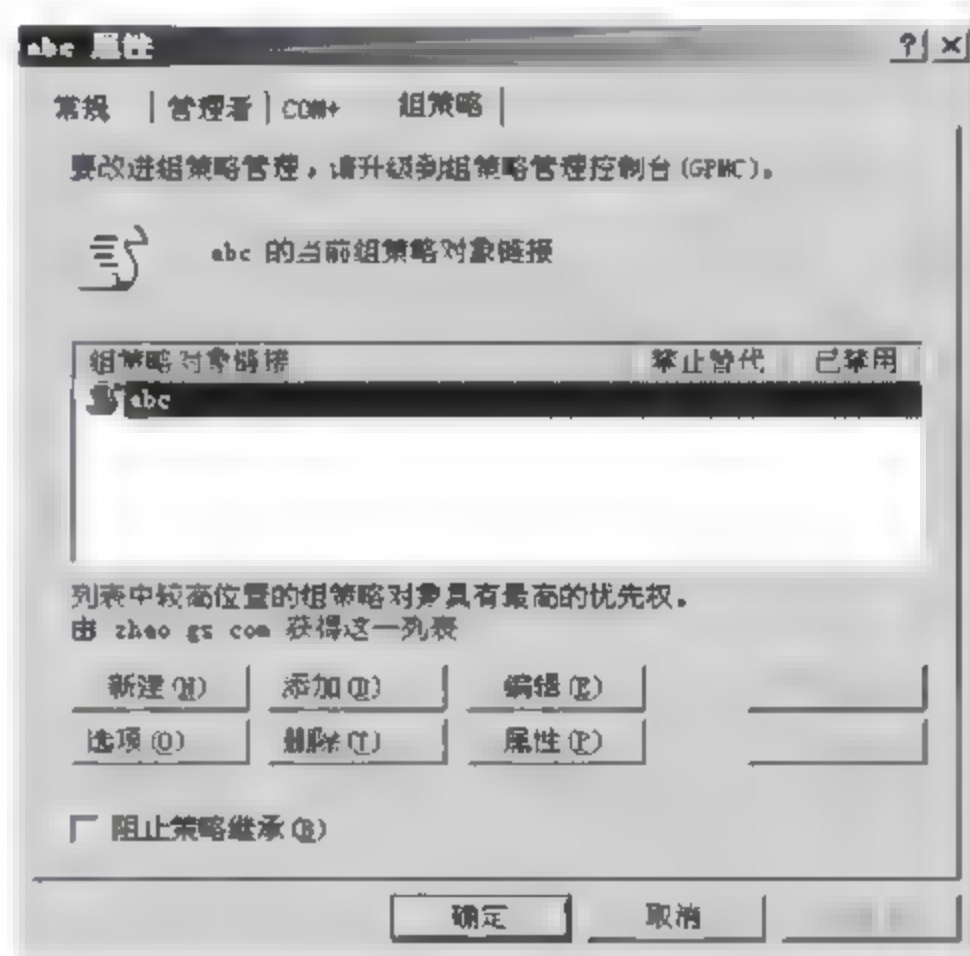 abc 属性
常规 管理者 COM+ 组策略
要改进组策略管理，请升级到组策略管理控制台(GPMC)。
abc 的当前组策略对象链接
组策略对象链接 禁止替代 已禁用
abc
列表中较高位置的组策略对象具有最高的优先权。
由 zhao gz com 获得这一列表
新建(N) 添加(D) 编辑(E)
选项(O) 删除(T) 属性(P)
阻止策略继承(B)
确定 取消